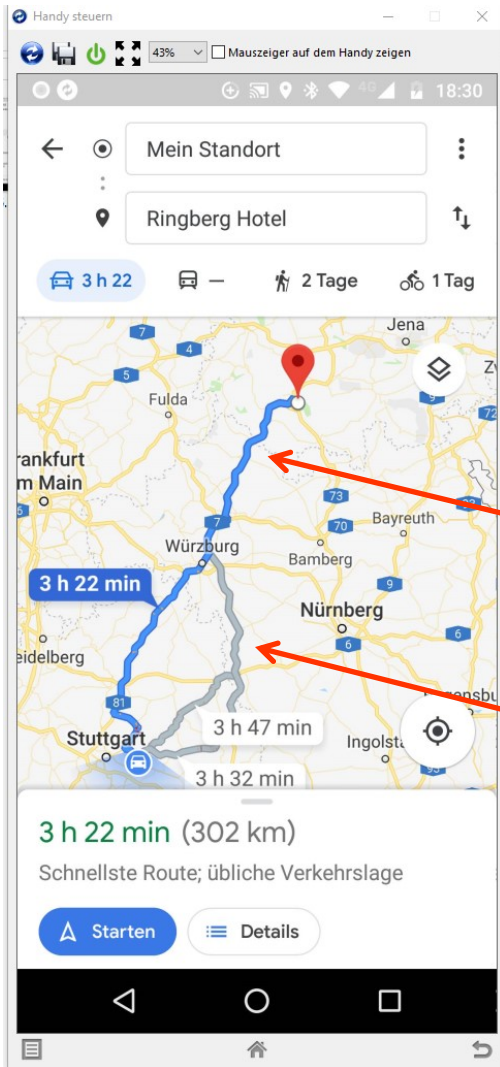 Handy steuern
43%
Mauszeiger auf dem Handy zeigen
4G
18:30
Mein Standort
Ringberg Hotel
3 h 22
—
2 Tage
1 Tag
Jena
7
4
5
Fulda
9
72
rankfurt
m Main
73
Bayreuth
7
70
Würzburg
Bamberg
3 h 22 min
9
Nürnberg
6
6
eidelberg
81
Stuttgart
3 h 47 min
Ingolst
3 h 32 min
93
3 h 22 min (302 km)
Schnellste Route; übliche Verkehrslage
Starten
Details